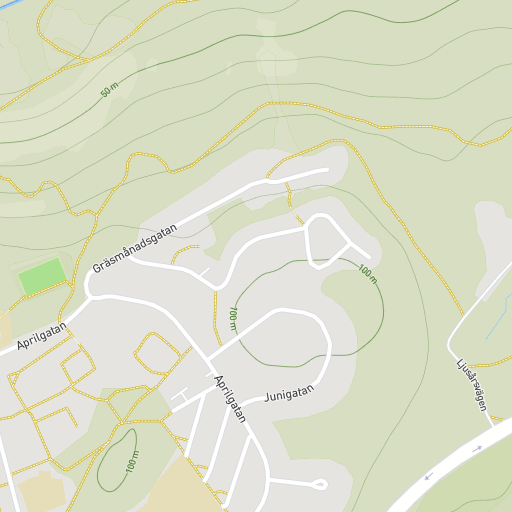 50 m
Gräsmånadsgatan
100 m
100 m
Aprilgatan
Ljusårsvägen
Aprilgatan
Junigatan
100 m